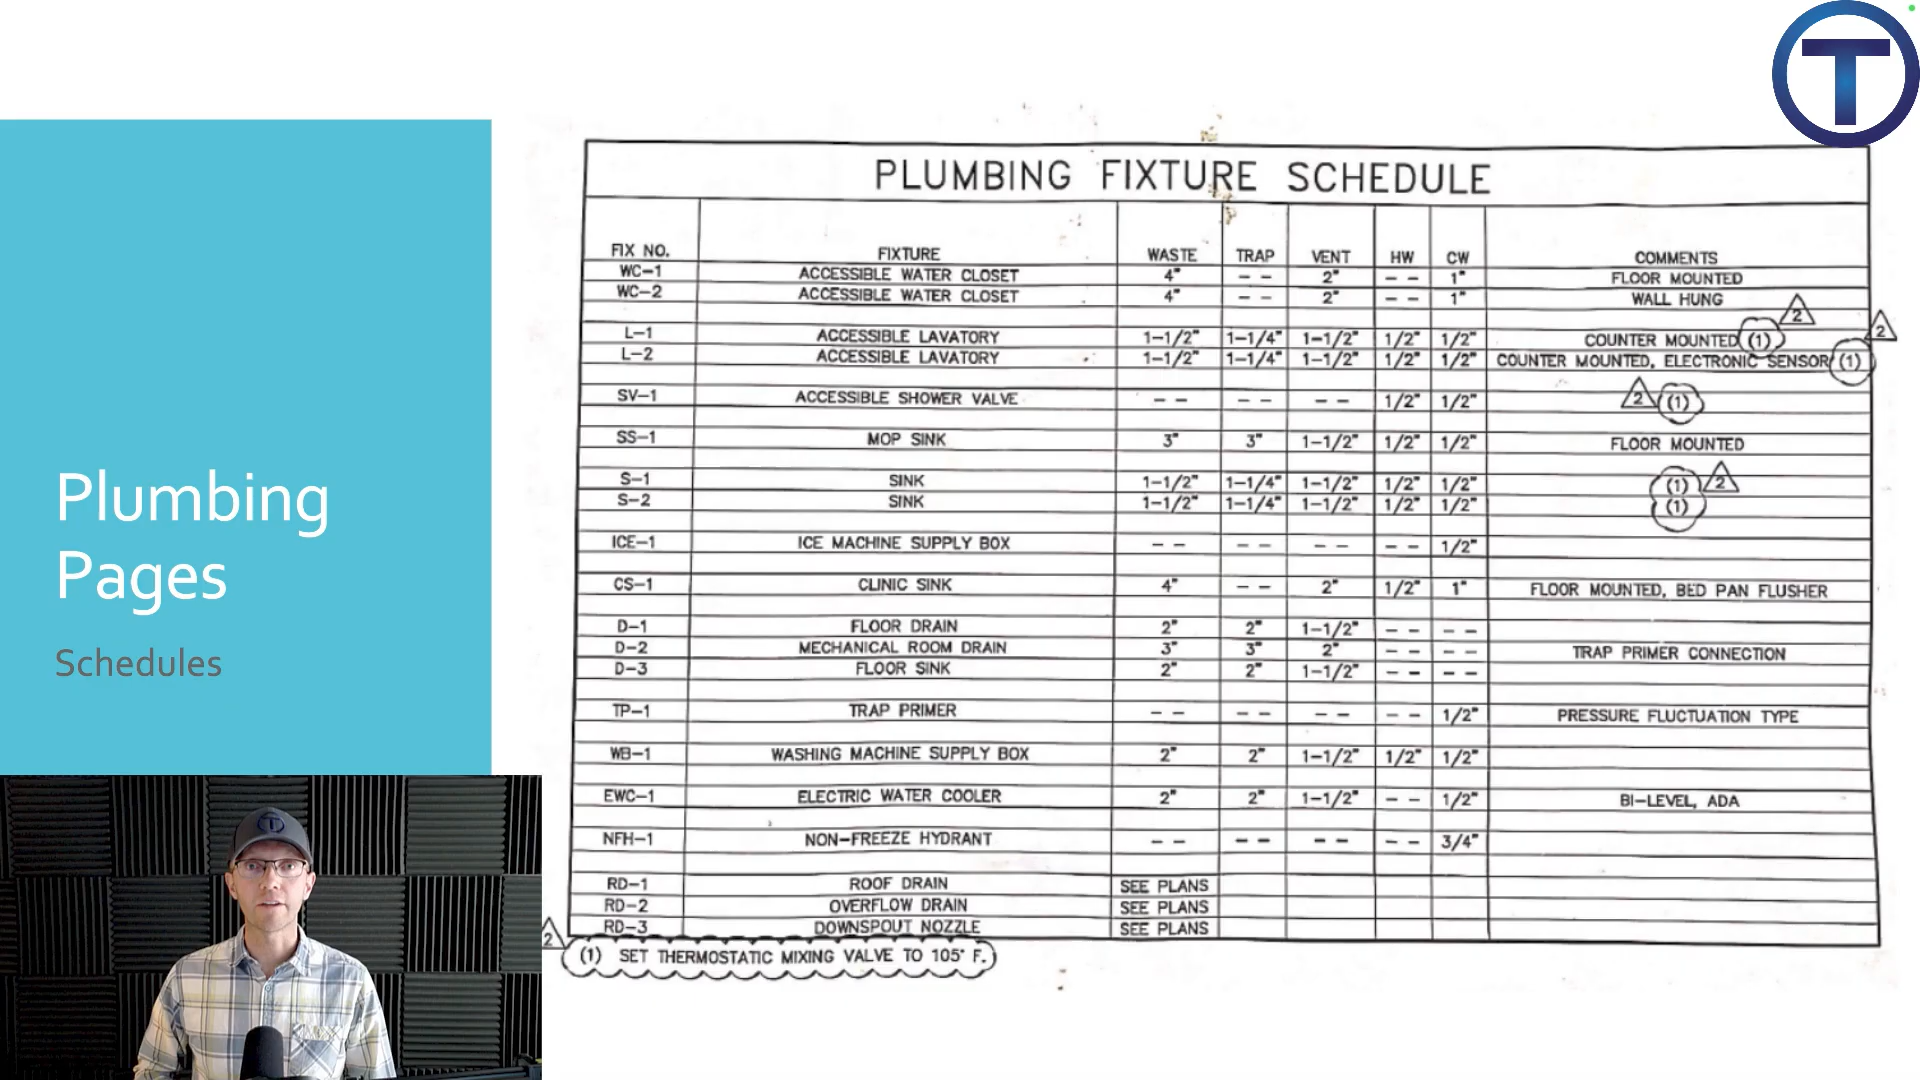 T
Plumbing
Pages
Schedules
PLUMBING FIXTURE SCHEDULE
FIX NO. FIXTURE WASTE TRAP VENT HW CW COMMENTS
WC-1 ACCESSIBLE WATER CLOSET 4" -- 2" -- 1" FLOOR MOUNTED
WC-2 ACCESSIBLE WATER CLOSET 4" -- 2" -- 1" WALL HUNG 2
L-1 ACCESSIBLE LAVATORY 1-1/2" 1-1/4" 1-1/2" 1/2" 1/2" COUNTER MOUNTED (1) 2
L-2 ACCESSIBLE LAVATORY 1-1/2" 1-1/4" 1-1/2" 1/2" 1/2" COUNTER MOUNTED, ELECTRONIC SENSOR (1)
SV-1 ACCESSIBLE SHOWER VALVE -- -- -- 1/2" 1/2" 2 (1)
SS-1 MOP SINK 3" 3" 1-1/2" 1/2" 1/2" FLOOR MOUNTED
S-1 SINK 1-1/2" 1-1/4" 1-1/2" 1/2" 1/2" (1) 2
S-2 SINK 1-1/2" 1-1/4" 1-1/2" 1/2" 1/2" (1)
ICE-1 ICE MACHINE SUPPLY BOX -- -- -- -- 1/2"
CS-1 CLINIC SINK 4" -- 2" 1/2" 1" FLOOR MOUNTED, BED PAN FLUSHER
D-1 FLOOR DRAIN 2" 2" 1-1/2" -- --
D-2 MECHANICAL ROOM DRAIN 3" 3" 2" -- -- TRAP PRIMER CONNECTION
D-3 FLOOR SINK 2" 2" 1-1/2" -- --
TP-1 TRAP PRIMER -- -- -- -- 1/2" PRESSURE FLUCTUATION TYPE
WB-1 WASHING MACHINE SUPPLY BOX 2" 2" 1-1/2" 1/2" 1/2"
EWC-1 ELECTRIC WATER COOLER 2" 2" 1-1/2" -- 1/2" BI-LEVEL, ADA
NFH-1 NON-FREEZE HYDRANT -- -- -- -- 3/4"
RD-1 ROOF DRAIN SEE PLANS
RD-2 OVERFLOW DRAIN SEE PLANS
RD-3 DOWNSPOUT NOZZLE SEE PLANS
2 (1) SET THERMOSTATIC MIXING VALVE TO 105° F.
T